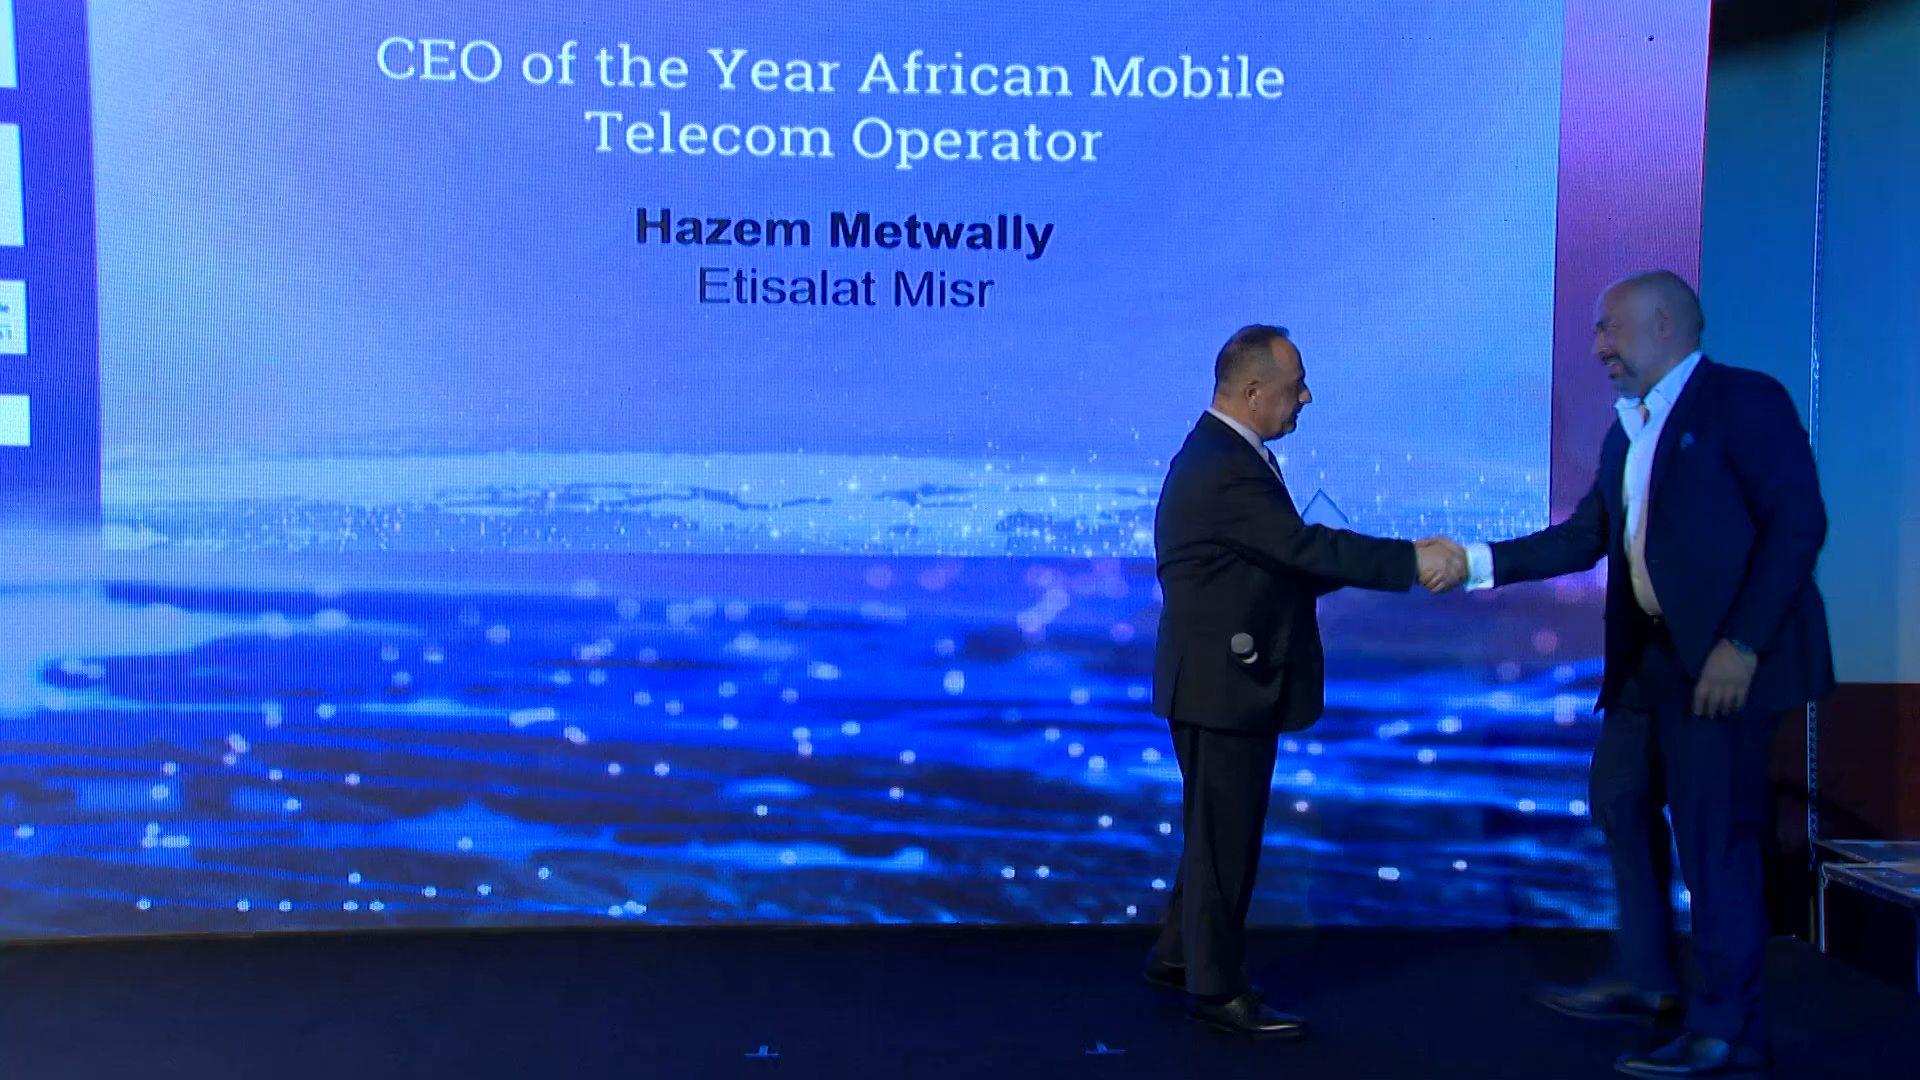 CEO of the Year African Mobile
Telecom Operator
Hazem Metwally
Etisalat Misr